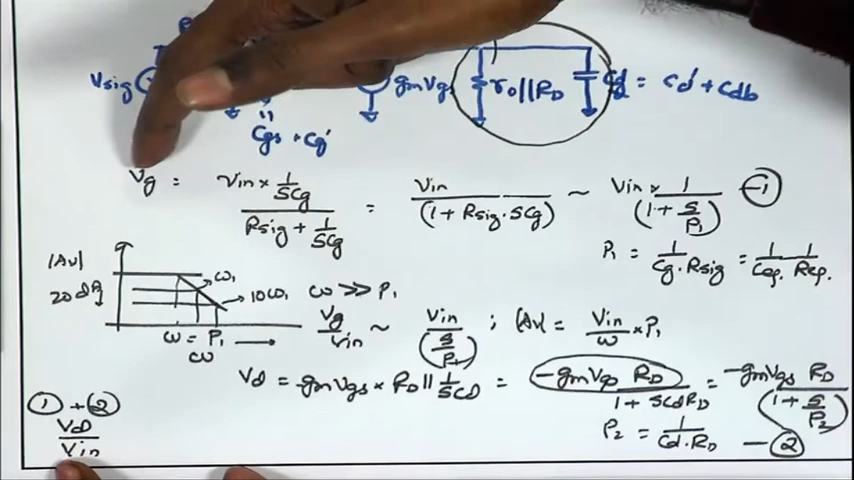 Vsig gmVgs ro||RD Cd = Cd' + Cdb
Cgs + Cg'
Vg = Vin × 1/SCg / Rsig + 1/SCg = Vin / (1 + Rsig·SCg) ~ Vin × 1 / (1 + S/P1) — 1
P1 = 1/Cg·Rsig = 1/Ceq. 1/Req.
|Av| 20dB ω1 10ω1 ω >> P1
ω = P1
ω
Vg/Vin ~ Vin / (S/P1) ; |Av| = Vin/ω × P1
Vd = -gmVgs × RD || 1/SCD = -gmVgs RD / 1 + SCdRD = -gmVgs RD / (1 + S/P2)
P2 = 1/Cd·RD — 2
1 + 2
VD/Vin